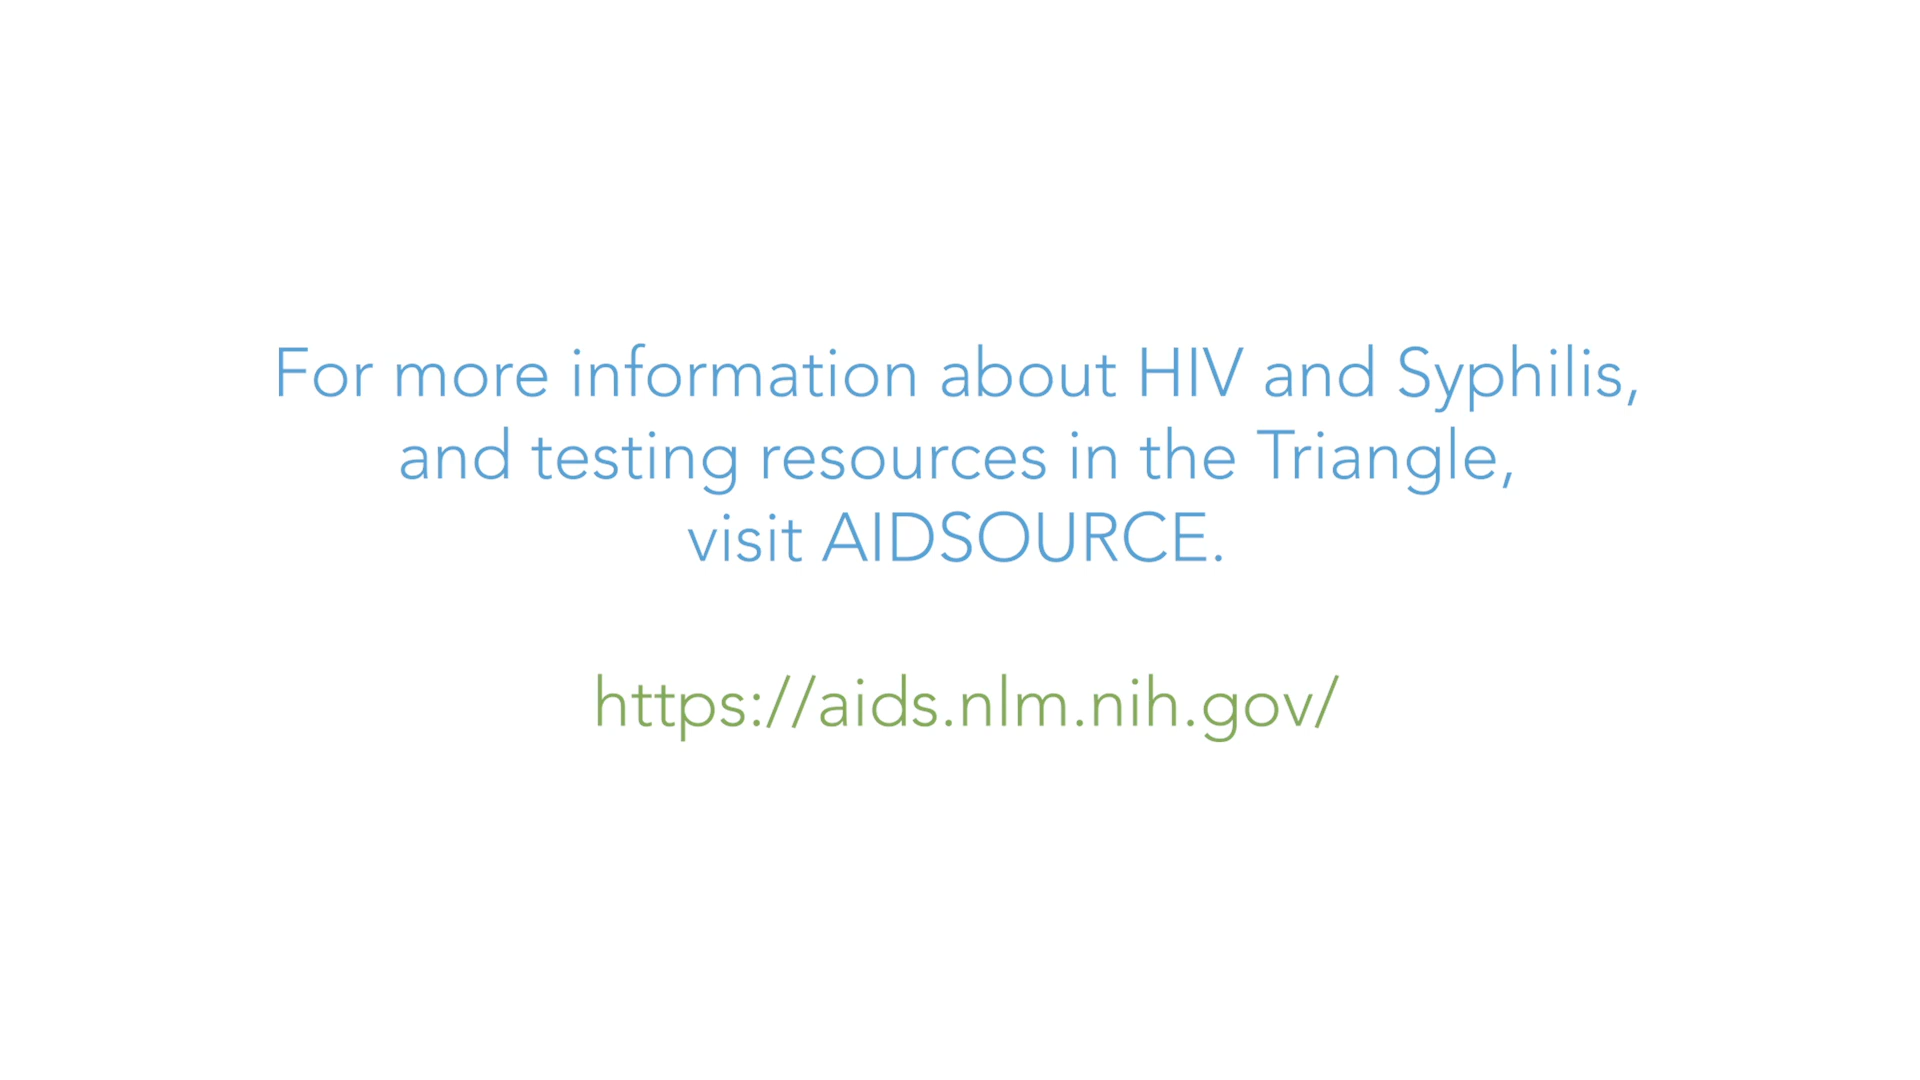 For more information about HIV and Syphilis,
and testing resources in the Triangle,
visit AIDSOURCE.
https://aids.nlm.nih.gov/